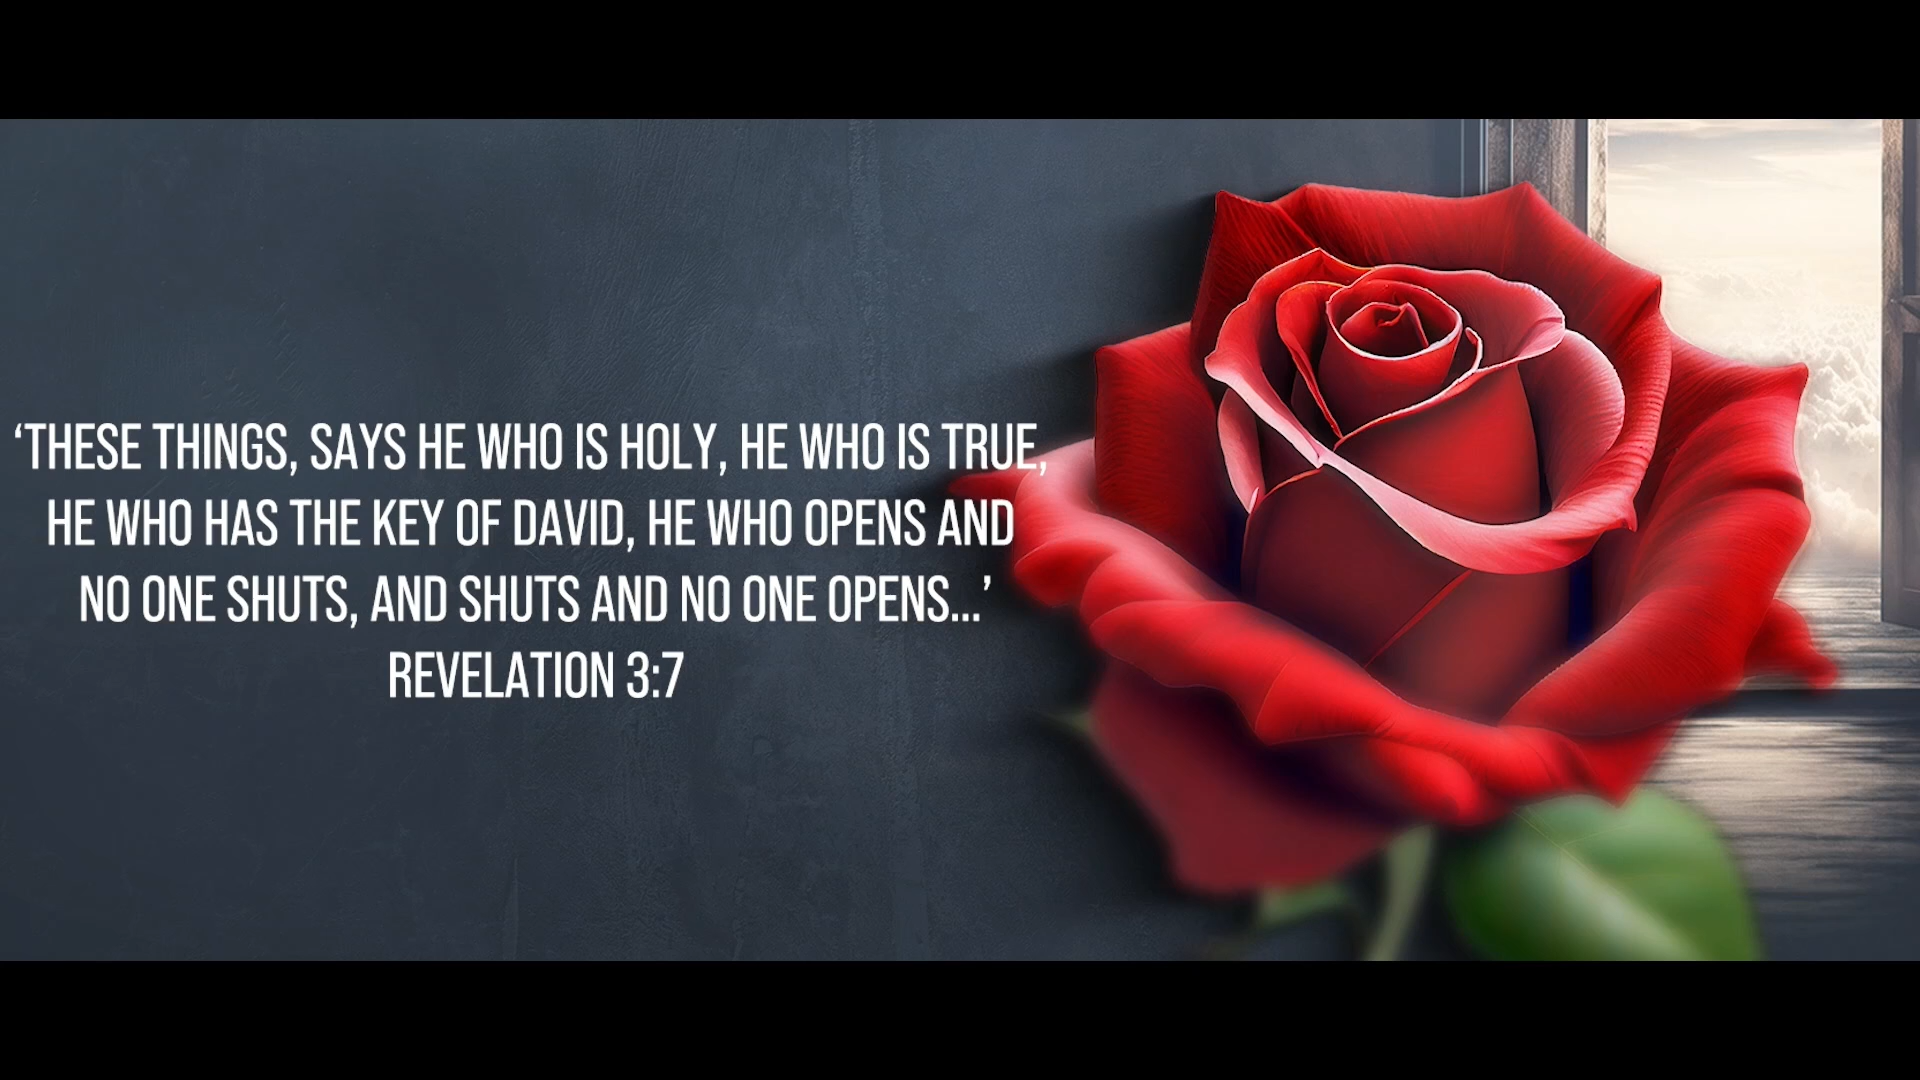 ‘THESE THINGS, SAYS HE WHO IS HOLY, HE WHO IS TRUE,
HE WHO HAS THE KEY OF DAVID, HE WHO OPENS AND
NO ONE SHUTS, AND SHUTS AND NO ONE OPENS...’
REVELATION 3:7